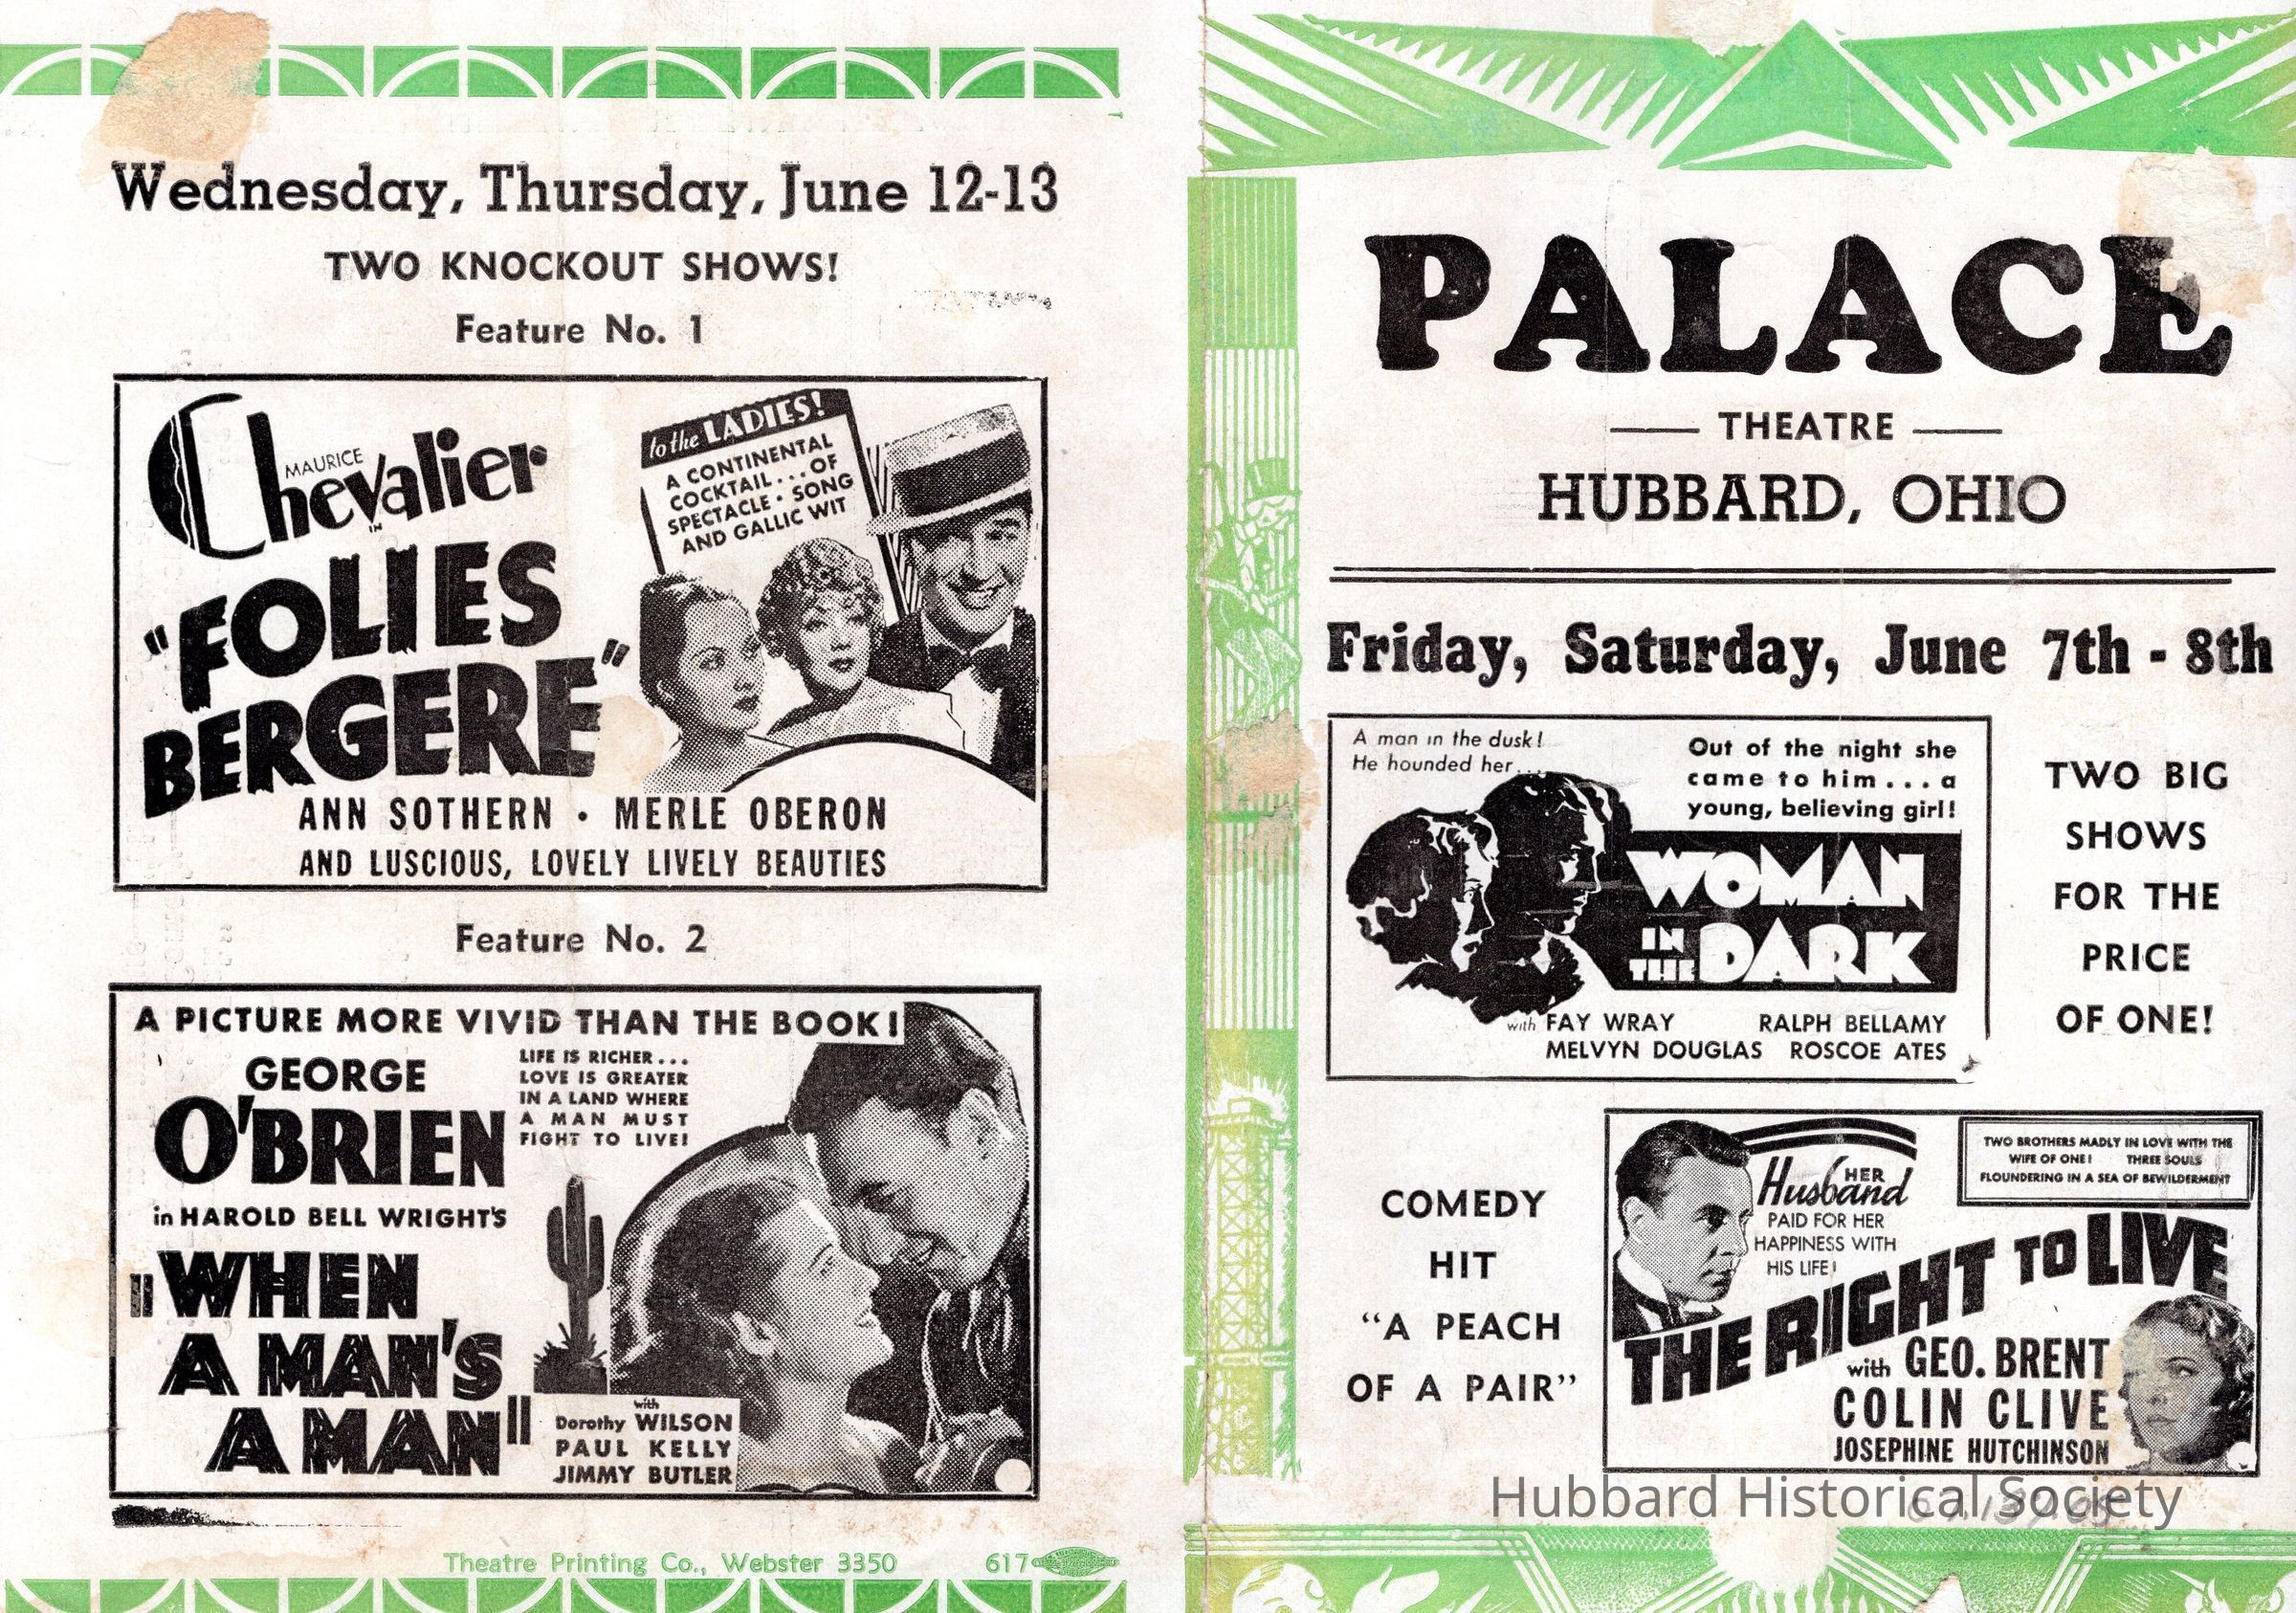 Wednesday, Thursday, June 12-13
TWO KNOCKOUT SHOWS!
Feature No. 1
MAURICE
Chevalier
IN
"FOLIES
BERGERE"
to the LADIES!
A CONTINENTAL
COCKTAIL...OF
SPECTACLE • SONG
AND GALLIC WIT
ANN SOTHERN • MERLE OBERON
AND LUSCIOUS, LOVELY LIVELY BEAUTIES
Feature No. 2
A PICTURE MORE VIVID THAN THE BOOK!
GEORGE
O'BRIEN
in HAROLD BELL WRIGHT'S
"WHEN
A MAN'S
A MAN"
LIFE IS RICHER...
LOVE IS GREATER
IN A LAND WHERE
A MAN MUST
FIGHT TO LIVE!
with
Dorothy WILSON
PAUL KELLY
JIMMY BUTLER
Theatre Printing Co., Webster 3350 617
PALACE
THEATRE
HUBBARD, OHIO
Friday, Saturday, June 7th - 8th
A man in the dusk!
He hounded her...
Out of the night she
came to him...a
young, believing girl!
WOMAN
IN
THE DARK
with FAY WRAY RALPH BELLAMY
MELVYN DOUGLAS ROSCOE ATES
TWO BIG
SHOWS
FOR THE
PRICE
OF ONE!
COMEDY
HIT
"A PEACH
OF A PAIR"
HER
Husband
PAID FOR HER
HAPPINESS WITH
HIS LIFE!
TWO BROTHERS MADLY IN LOVE WITH THE
WIFE OF ONE! THREE SOULS
FLOUNDERING IN A SEA OF BEWILDERMENT
THE RIGHT TO LIVE
with GEO. BRENT
COLIN CLIVE
JOSEPHINE HUTCHINSON
Hubbard Historical Society